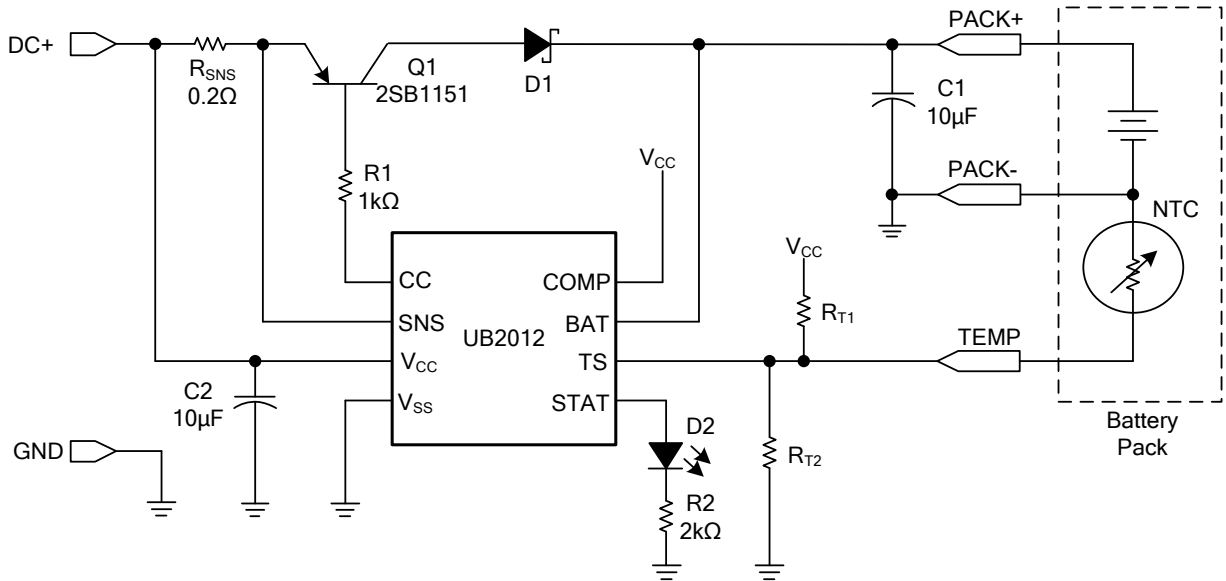 DC+
R_SNS
0.2Ω
Q1
2SB1151
D1
PACK+
C1
10µF
R1
1kΩ
V_CC
PACK-
NTC
V_CC
R_T1
CC
COMP
SNS
BAT
UB2012
V_CC
TS
TEMP
C2
10µF
V_SS
STAT
D2
Battery
Pack
GND
R_T2
R2
2kΩ